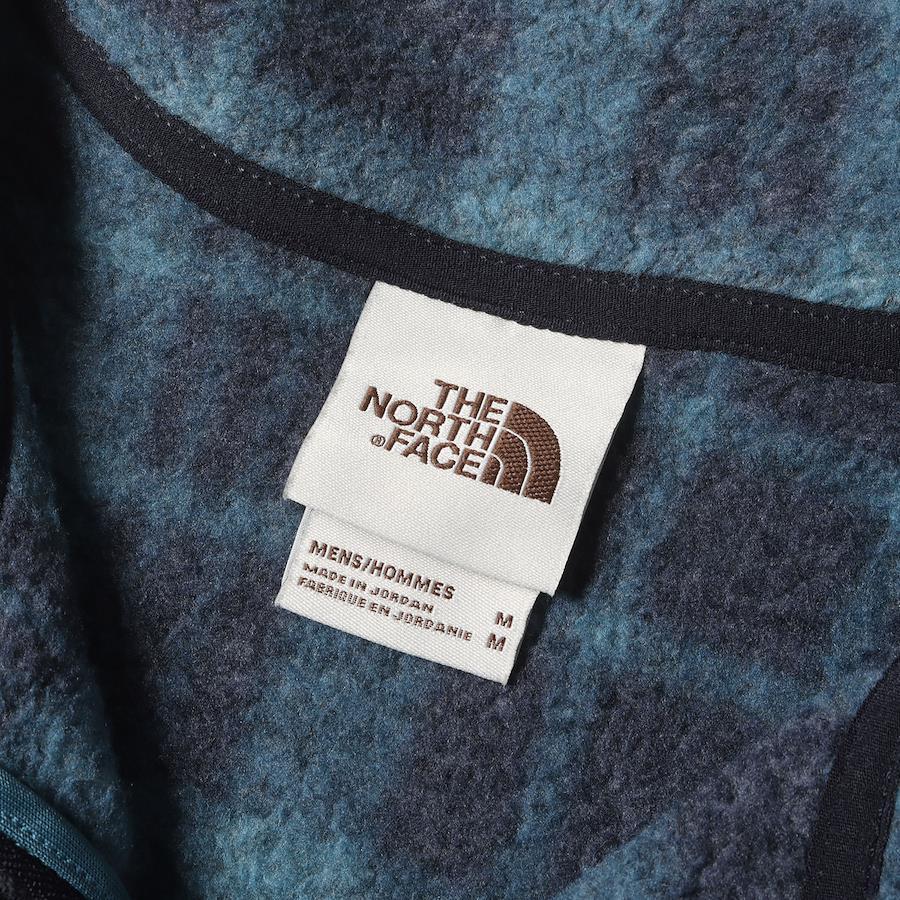 THE
NORTH
®FACE
MENS/HOMMES
MADE IN JORDAN M
FABRIQUE EN JORDANIE M